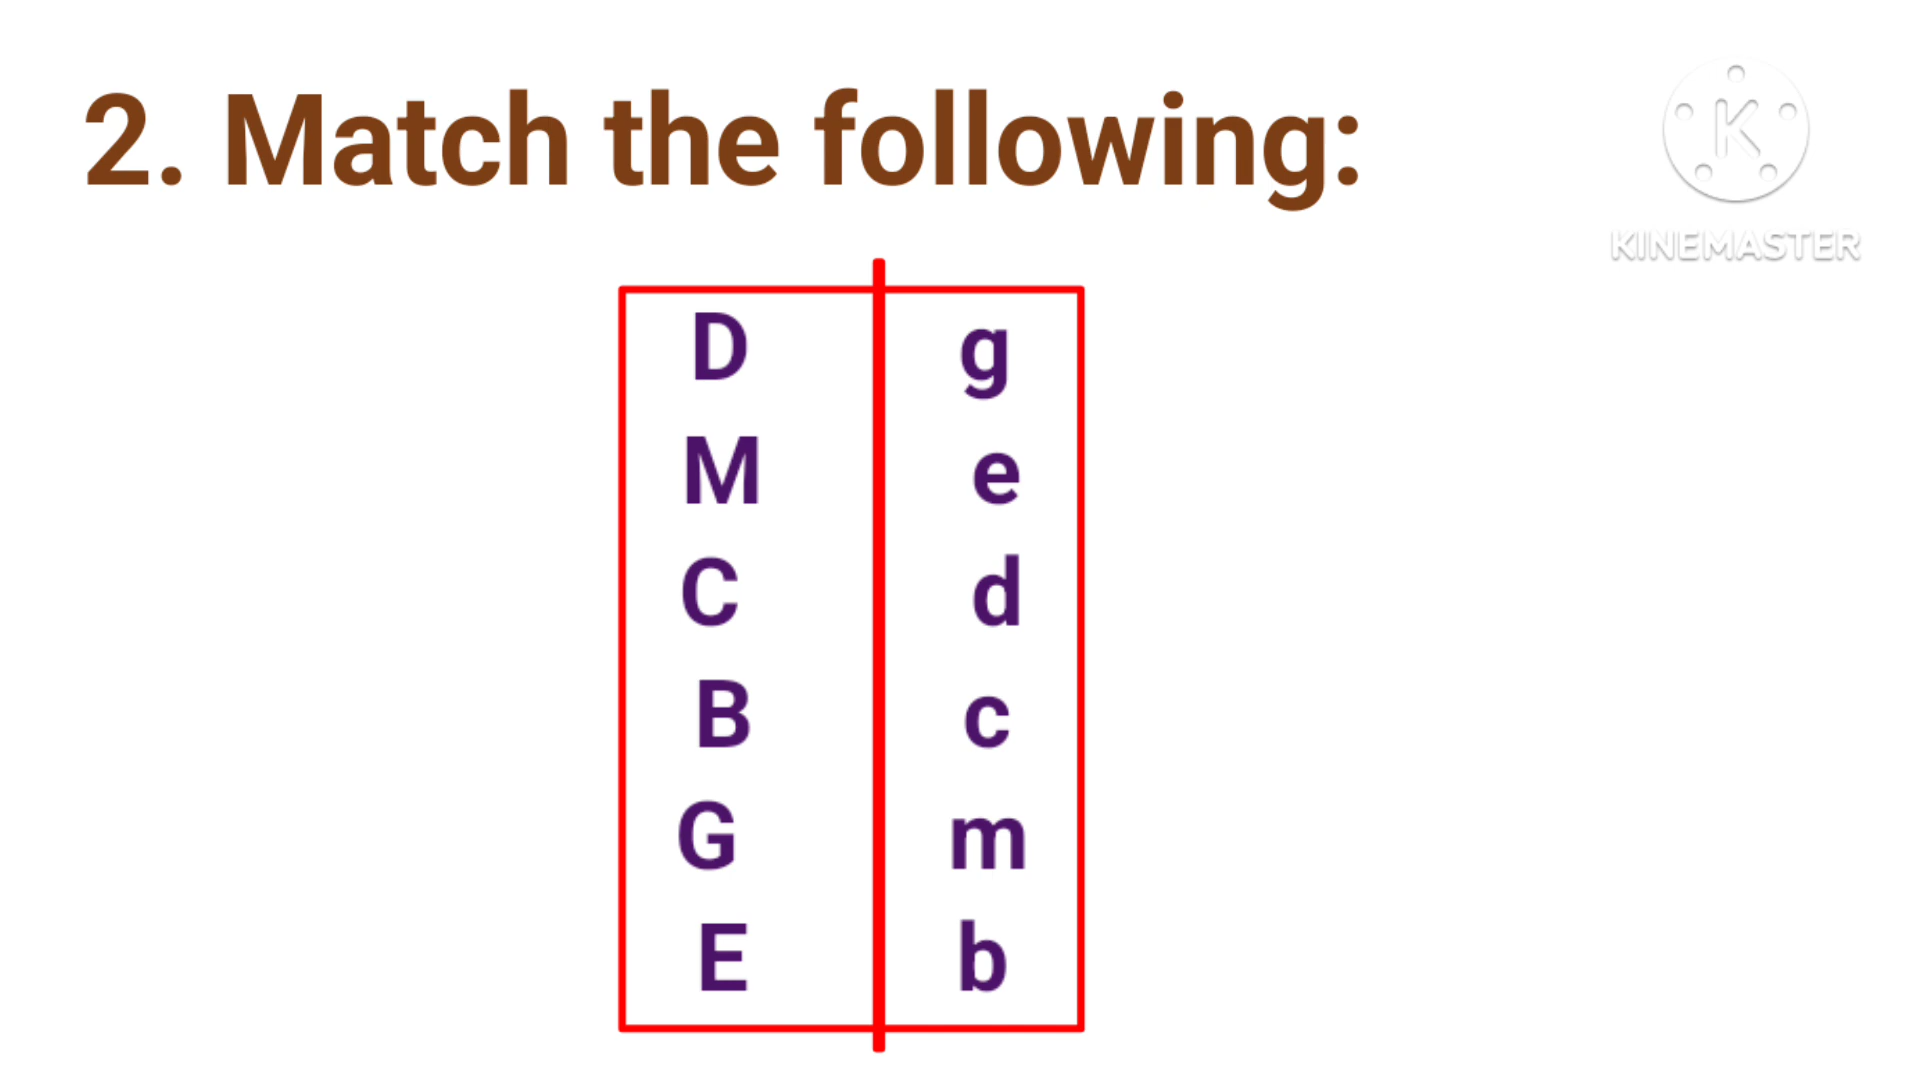 2. Match the following:
K
KINEMASTER
D g
M e
C d
B c
G m
E b